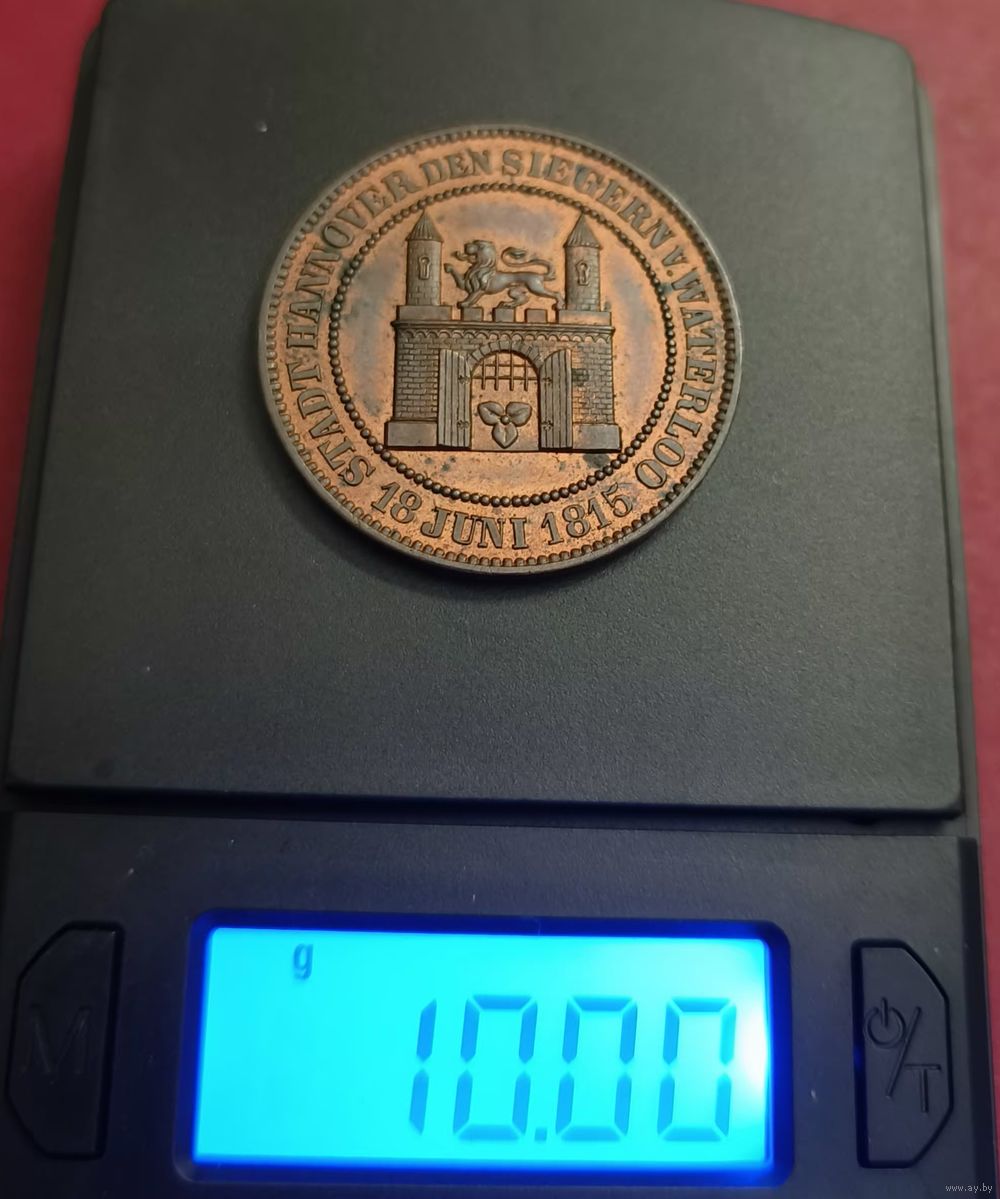 STADT HANNOVER DEN SIEGERN V. WATERLOO
18 JUNI 1815
g
10.00
M
/T
www.ay.by